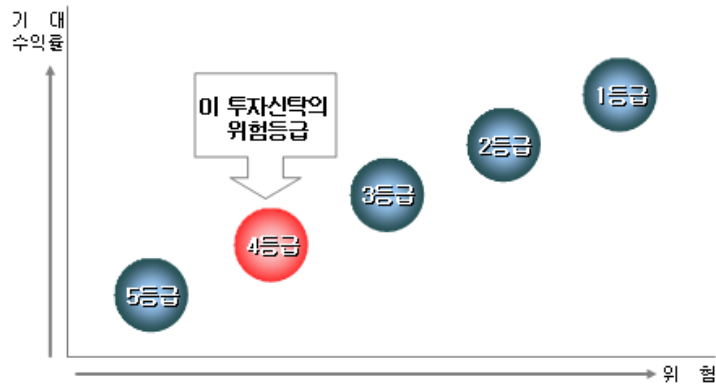 기 대
수익률
이 투자신탁의
위험등급
1등급
2등급
3등급
4등급
5등급
위 험